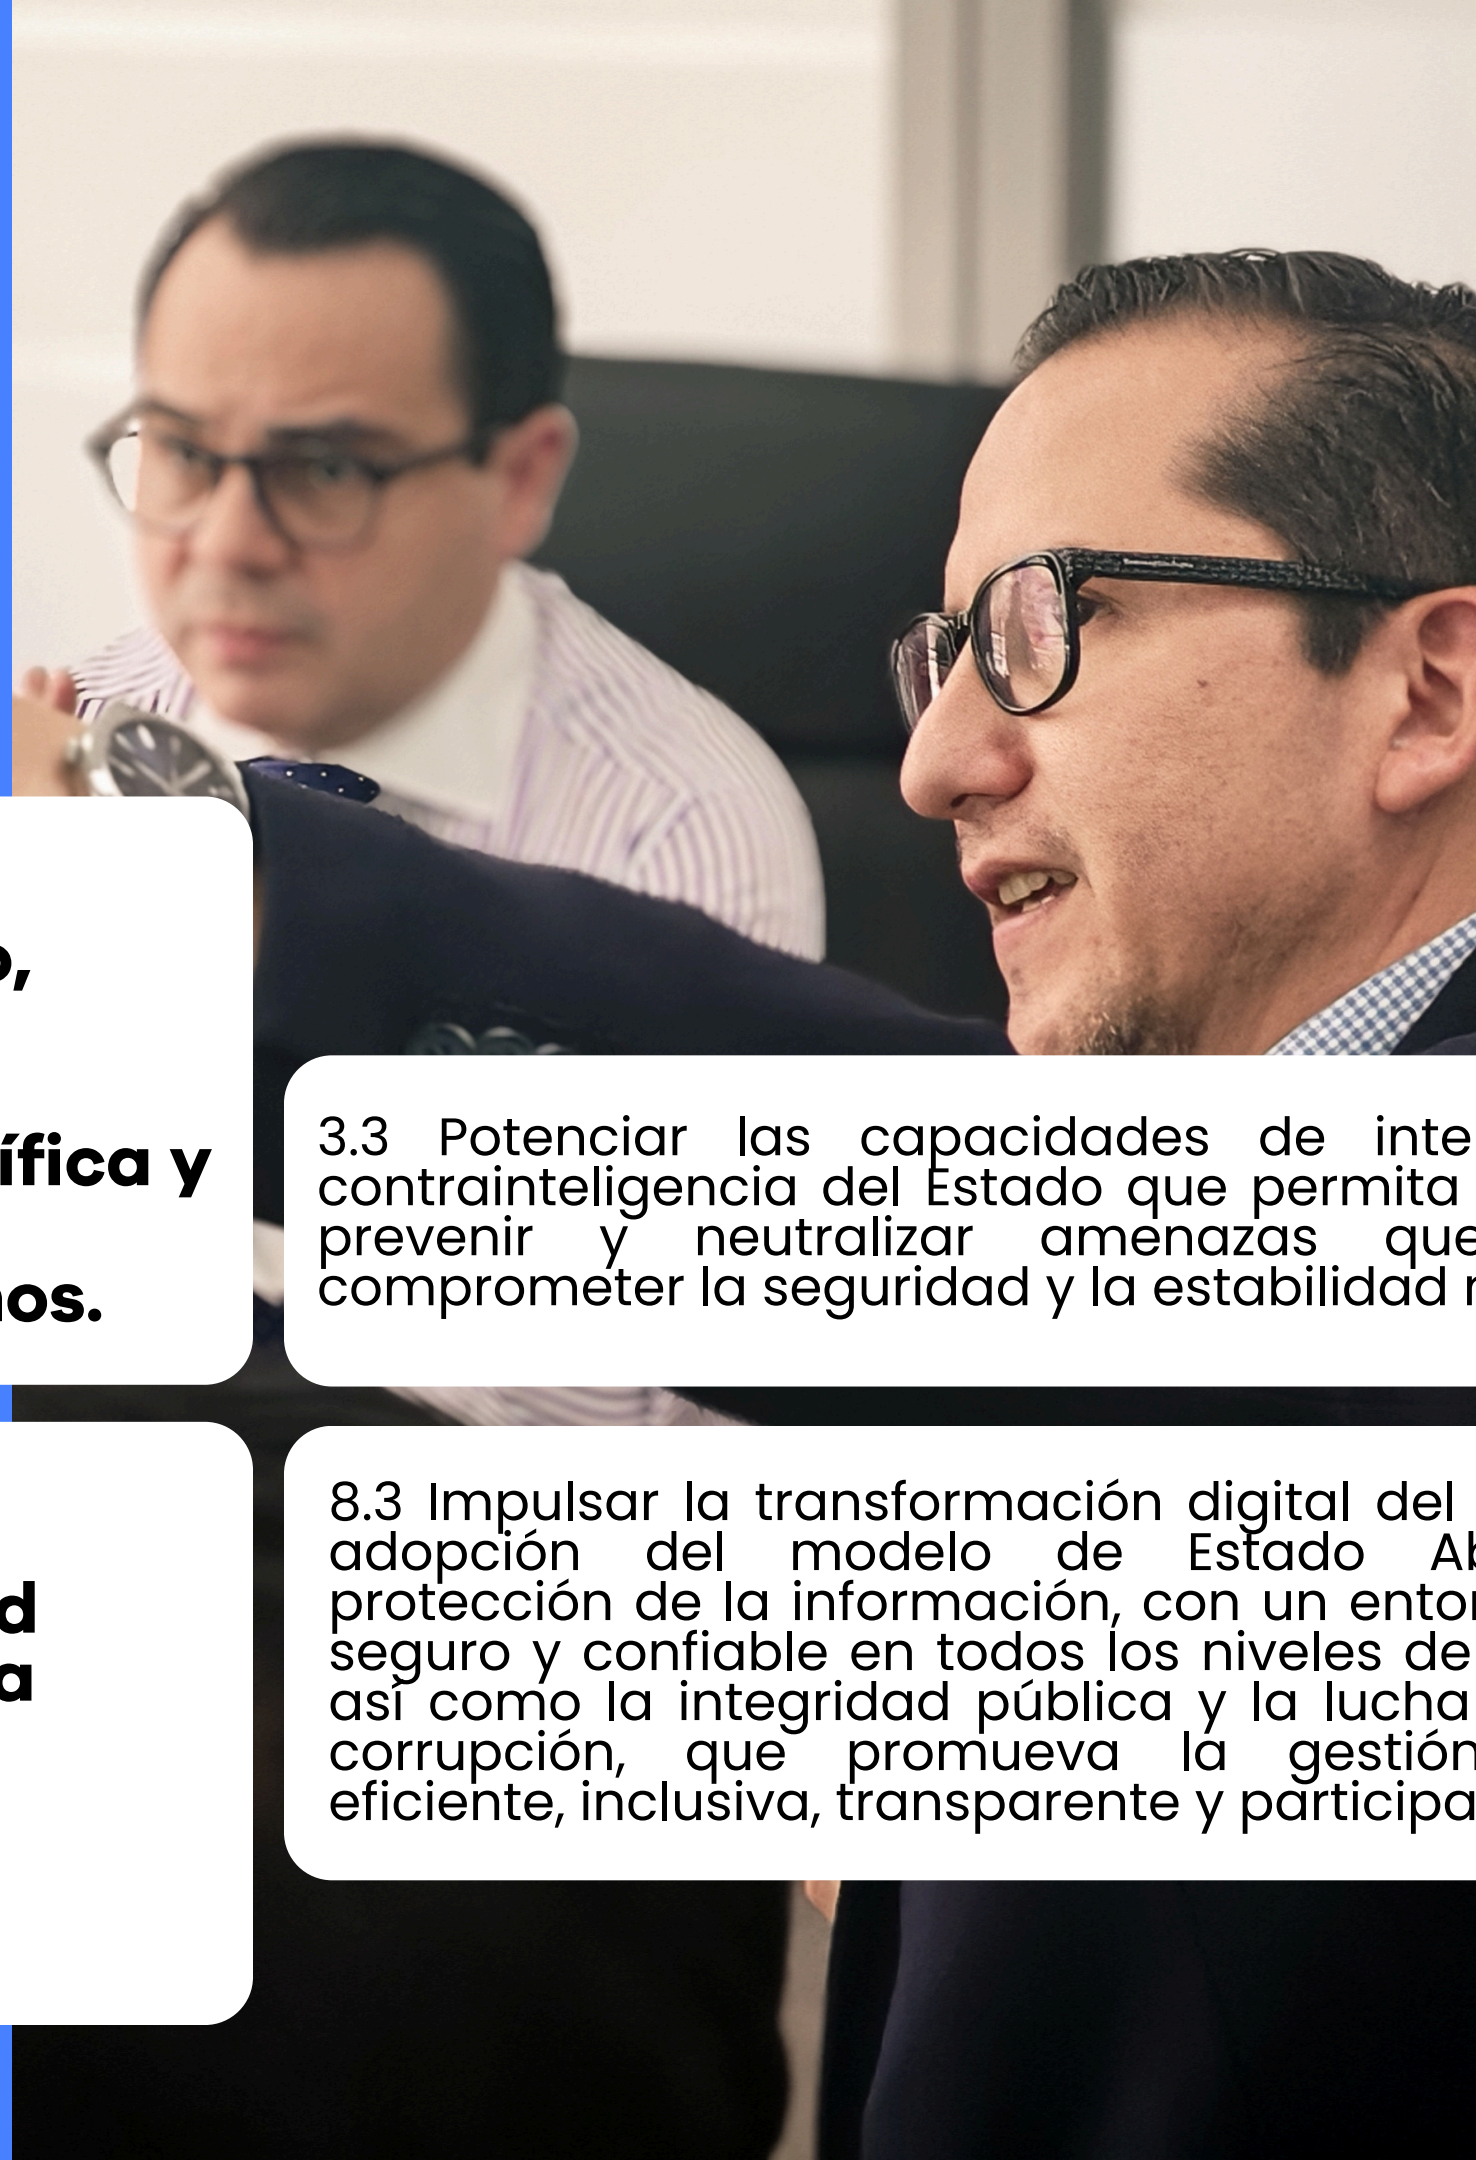 ífica y
nos.
3.3 Potenciar las capacidades de
contrainteligencia del Estado que permita
prevenir y neutralizar amenazas que
comprometer la seguridad y la estabilidad
8.3 Impulsar la transformación digital del
adopción del modelo de Estado
protección de la información, con un
seguro y confiable en todos los niveles de
así como la integridad pública y la lucha
corrupción, que promueva la gestión
eficiente, inclusiva, transparente y